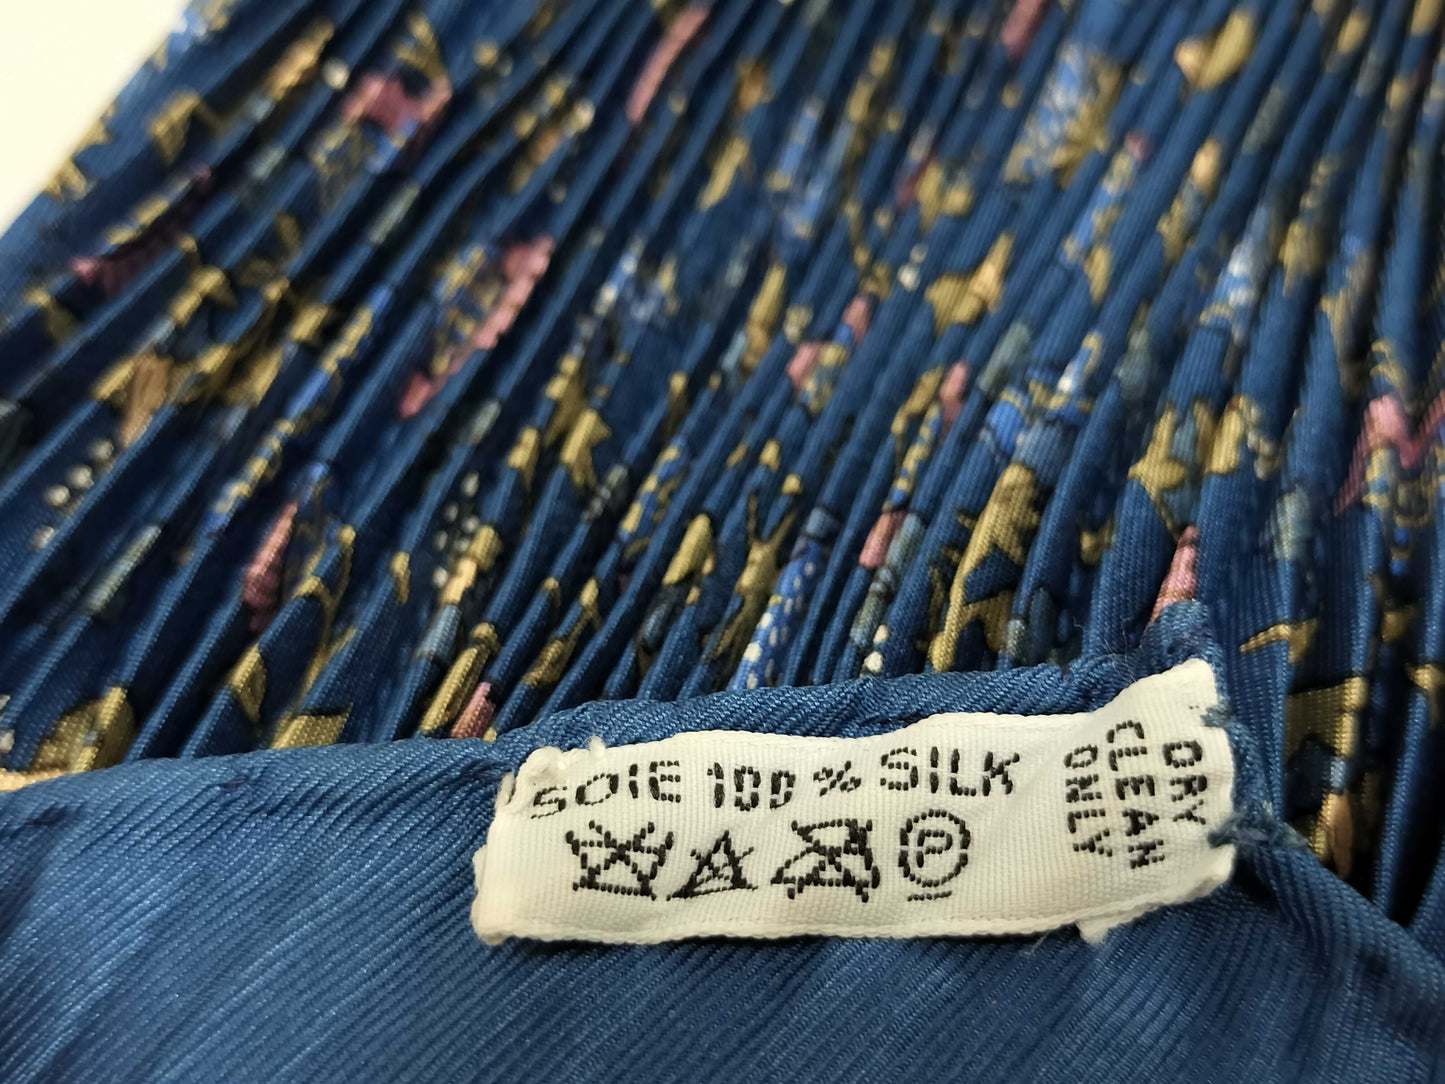 SOIE 100 % SILK
P
DRY
CLEAN
ONLY